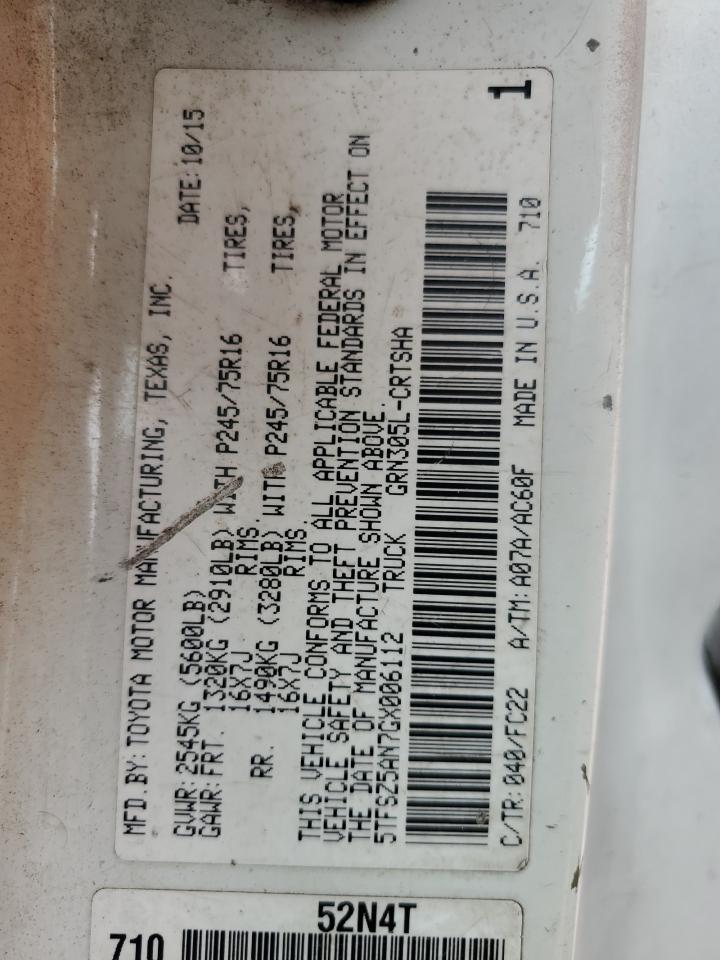 MFD.BY: TOYOTA MOTOR MANUFACTURING, TEXAS, INC. DATE: 10/15
GVWR: 2545KG (5600LB)
GAWR: FRT. 1320KG (2910LB) WITH P245/75R16 TIRES,
16X7J RIMS.
RR. 1490KG (3280LB) WITH P245/75R16 TIRES,
16X7J RIMS.
THIS VEHICLE CONFORMS TO ALL APPLICABLE FEDERAL MOTOR
VEHICLE SAFETY AND THEFT PREVENTION STANDARDS IN EFFECT ON
THE DATE OF MANUFACTURE SHOWN ABOVE.
5TFSZ5AN7GX006112 TRUCK GRN305L-CRTSHA
C/TR: 040/FC22 A/TM: A07A/AC60F MADE IN U.S.A. 710
1
52N4T
710